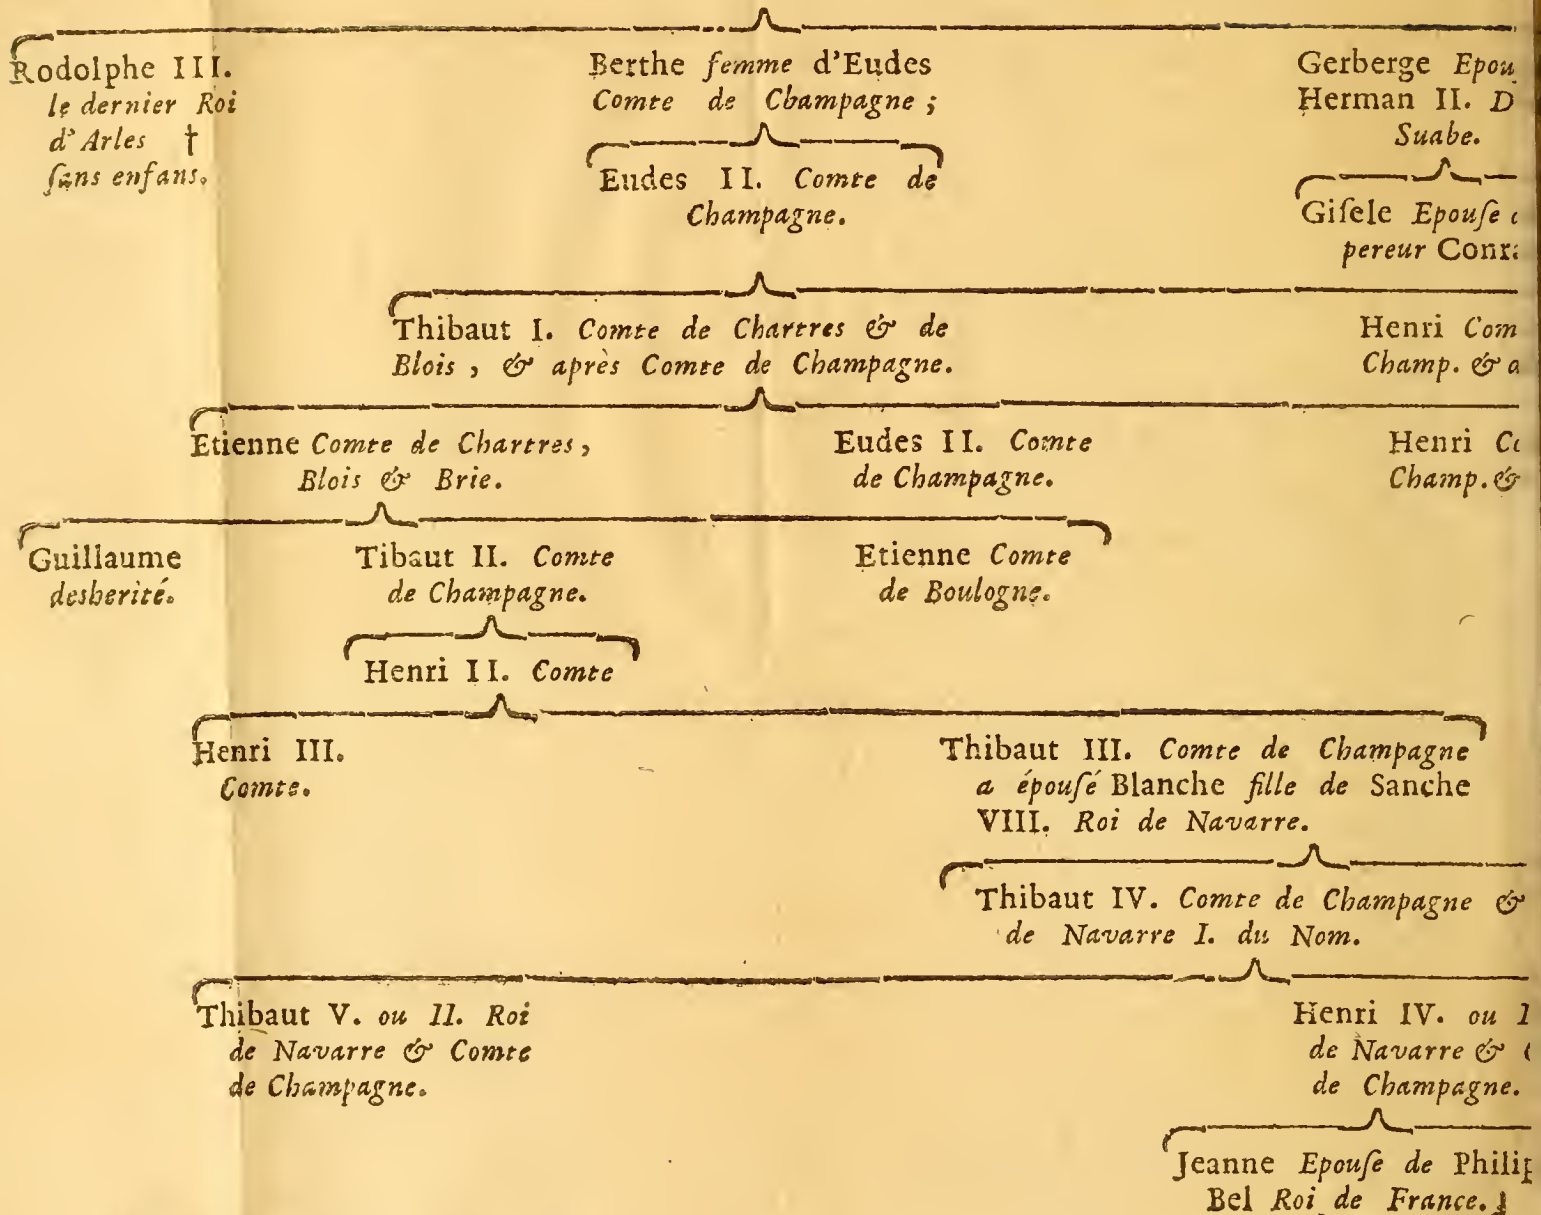 Rodolphe III.
le dernier Roi
d'Arles †
ſans enfans.
Berthe femme d'Eudes
Comte de Champagne ;
Eudes II. Comte de
Champagne.
Gerberge Epou
Herman II. D
Suabe.
Giſele Epouſe
pereur Conra
Thibaut I. Comte de Chartres & de
Blois , & après Comte de Champagne.
Henri Com
Champ. & a
Etienne Comte de Chartres ,
Blois & Brie.
Eudes II. Comte
de Champagne.
Henri Co
Champ. &
Guillaume
desherité.
Tibaut II. Comte
de Champagne.
Etienne Comte
de Boulogne.
Henri II. Comte
Henri III.
Comte.
Thibaut III. Comte de Champagne
a épouſé Blanche fille de Sanche
VIII. Roi de Navarre.
Thibaut IV. Comte de Champagne &
de Navarre I. du Nom.
Thibaut V. ou II. Roi
de Navarre & Comte
de Champagne.
Henri IV. ou
de Navarre &
de Champagne.
Jeanne Epouſe de Philip
Bel Roi de France.